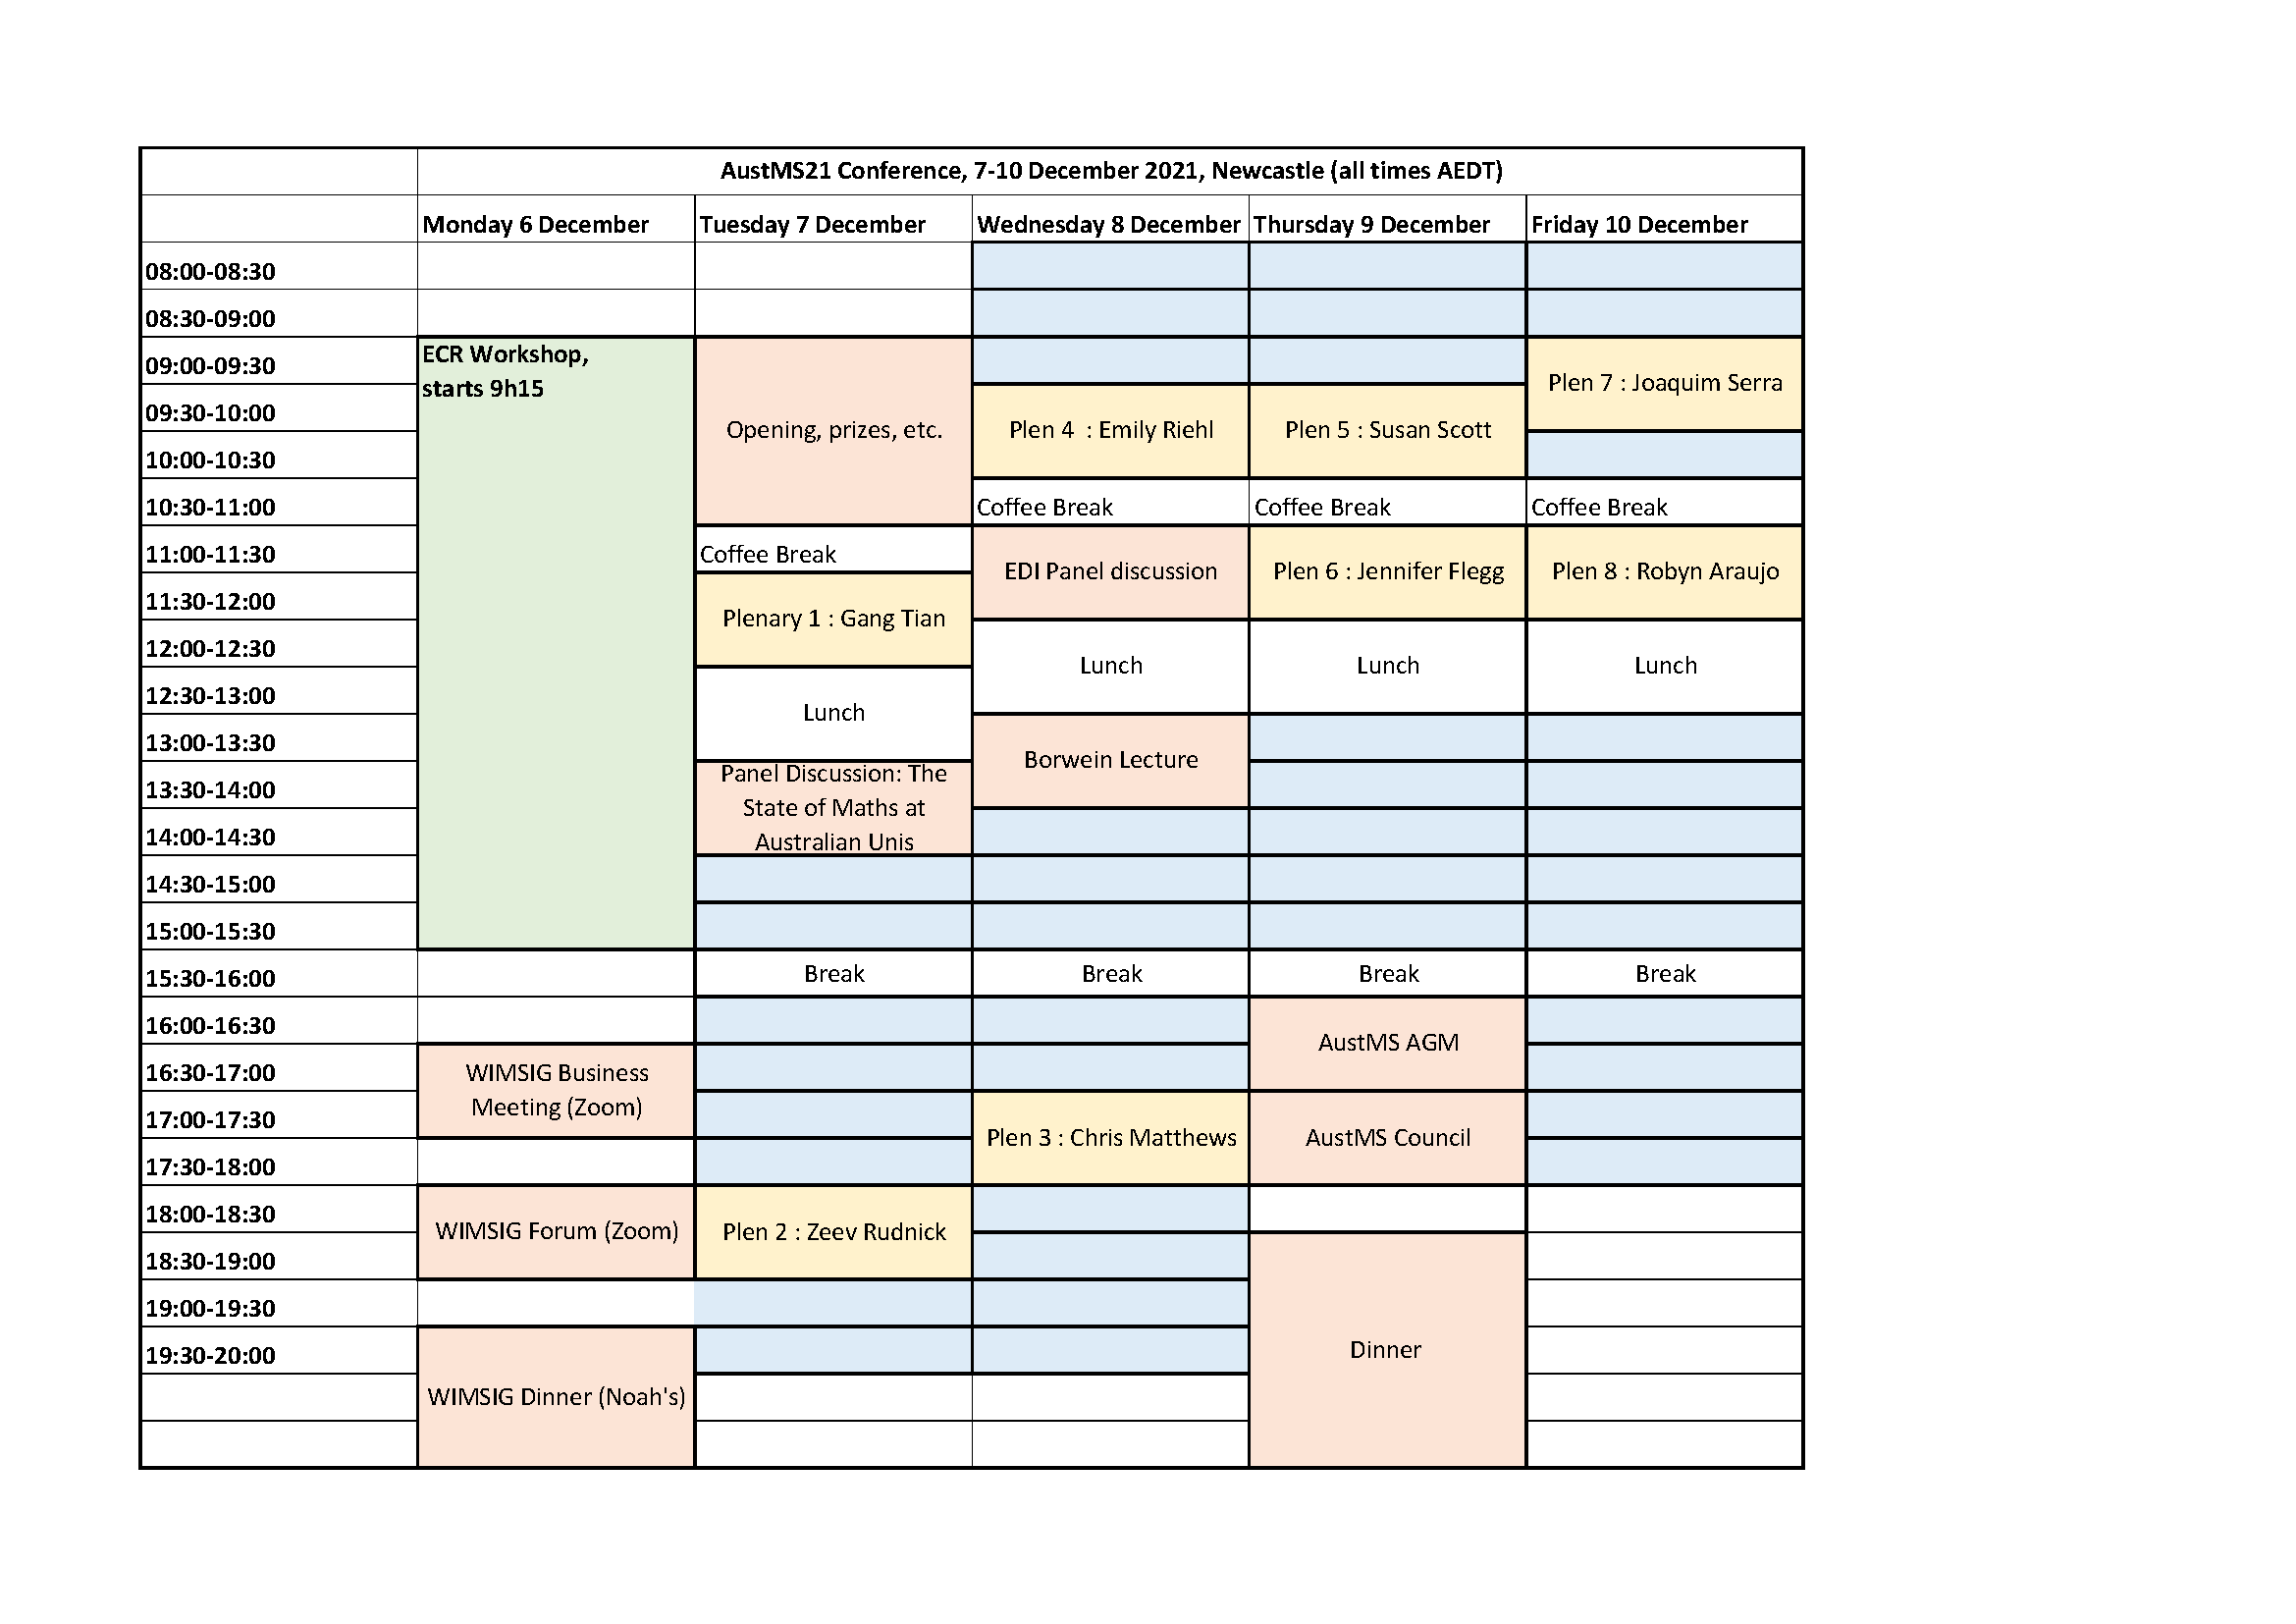 AustMS21 Conference, 7-10 December 2021, Newcastle (all times AEDT)
Monday 6 December Tuesday 7 December Wednesday 8 December Thursday 9 December Friday 10 December
08:00-08:30
08:30-09:00
ECR Workshop,
starts 9h15
09:00-09:30
Plen 7 : Joaquim Serra
09:30-10:00
Opening, prizes, etc. Plen 4  : Emily Riehl Plen 5 : Susan Scott
10:00-10:30
10:30-11:00 Coffee Break Coffee Break Coffee Break
11:00-11:30 Coffee Break
EDI Panel discussion Plen 6 : Jennifer Flegg Plen 8 : Robyn Araujo
11:30-12:00
Plenary 1 : Gang Tian
12:00-12:30
Lunch Lunch Lunch
12:30-13:00
Lunch
13:00-13:30
Borwein Lecture
Panel Discussion: The
State of Maths at
Australian Unis
13:30-14:00
14:00-14:30
14:30-15:00
15:00-15:30
15:30-16:00 Break Break Break Break
16:00-16:30
AustMS AGM
WIMSIG Business
Meeting (Zoom)
16:30-17:00
17:00-17:30
Plen 3 : Chris Matthews AustMS Council
17:30-18:00
18:00-18:30
WIMSIG Forum (Zoom) Plen 2 : Zeev Rudnick
18:30-19:00
19:00-19:30
19:30-20:00 Dinner
WIMSIG Dinner (Noah's)